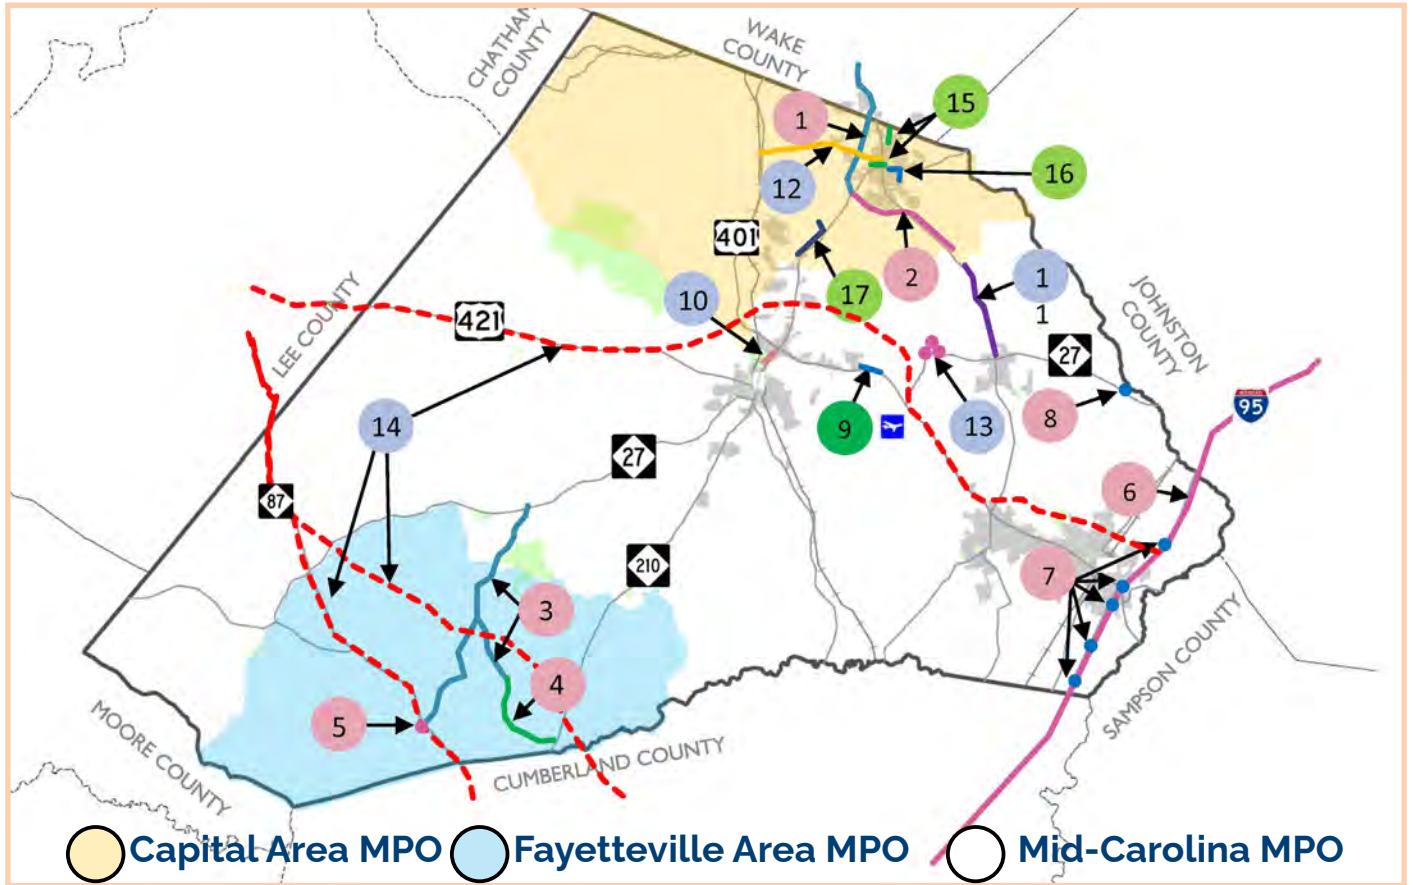 CHATHAM
COUNTY
WAKE
COUNTY
1
15
12
16
401
2
1
1
17
10
JOHNSTON
COUNTY
LEE COUNTY
421
27
95
14
9
13
8
27
6
87
210
7
3
4
5
SAMPSON COUNTY
MOORE COUNTY
CUMBERLAND COUNTY
Capital Area MPO
Fayetteville Area MPO
Mid-Carolina MPO